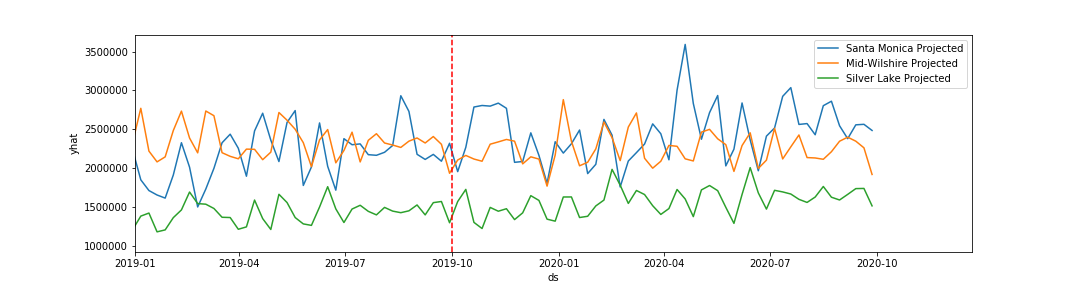 3500000
3000000
2500000
2000000
1500000
1000000
yhat
Santa Monica Projected
Mid-Wilshire Projected
Silver Lake Projected
2019-01 2019-04 2019-07 2019-10 2020-01 2020-04 2020-07 2020-10
ds